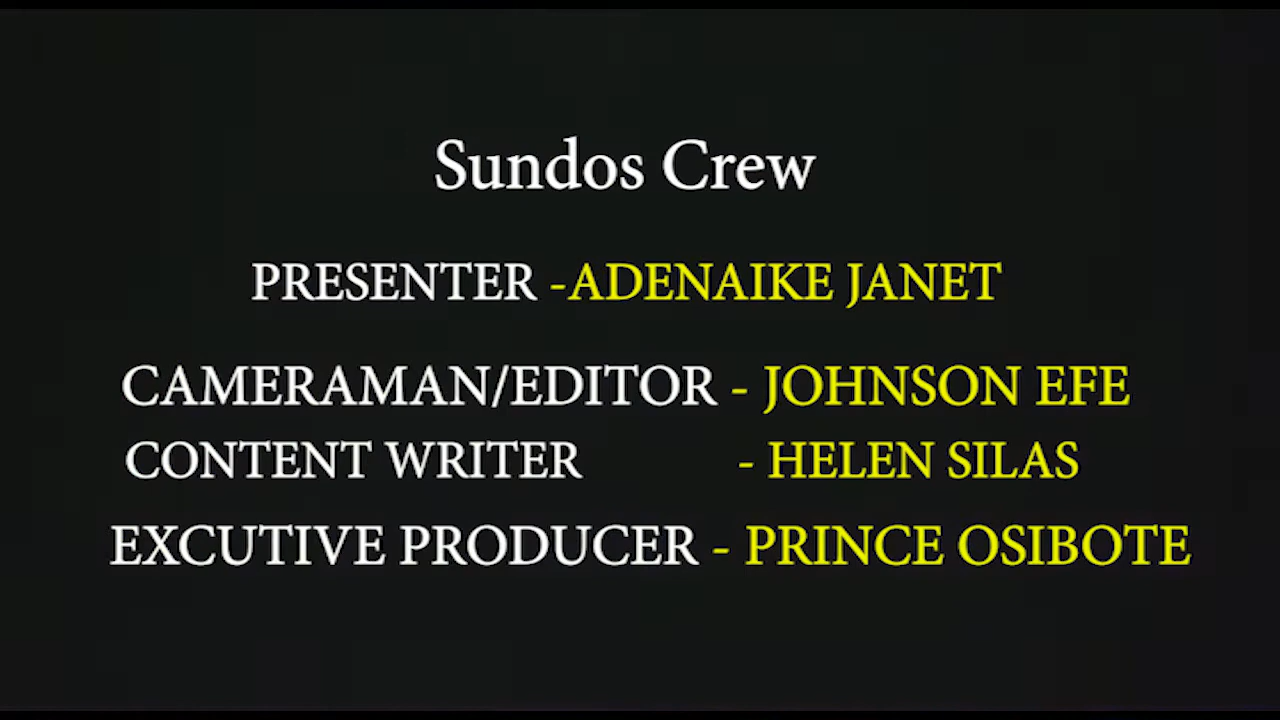 Sundos Crew
PRESENTER -ADENAIKE JANET
CAMERAMAN/EDITOR - JOHNSON EFE
CONTENT WRITER - HELEN SILAS
EXCUTIVE PRODUCER - PRINCE OSIBOTE